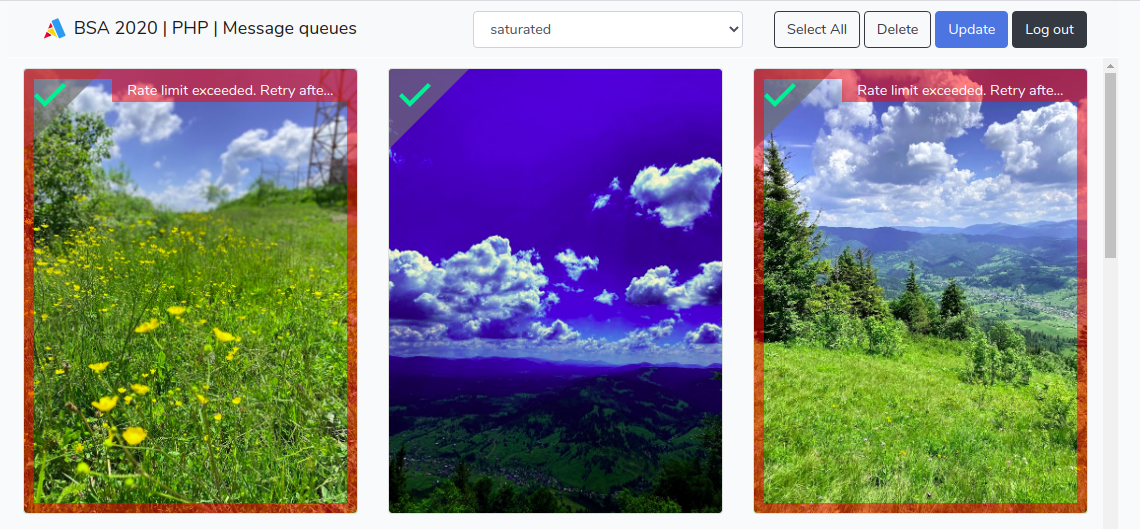 BSA 2020 | PHP | Message queues
saturated
Select All
Delete
Update
Log out
Rate limit exceeded. Retry afte...
Rate limit exceeded. Retry afte...